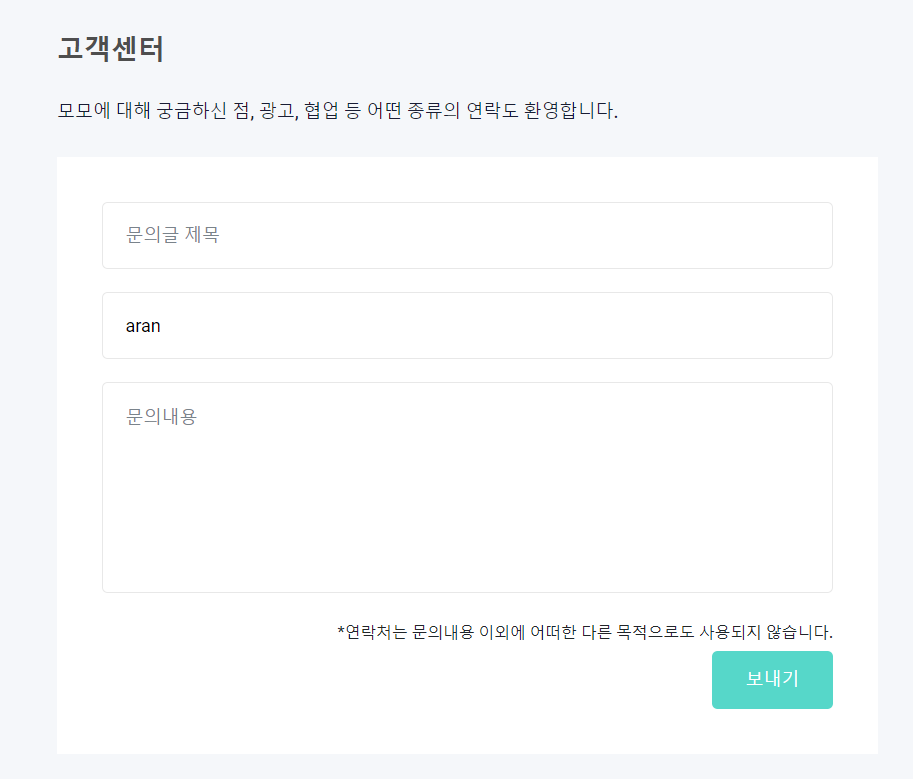 고객센터
모모에 대해 궁금하신 점, 광고, 협업 등 어떤 종류의 연락도 환영합니다.
문의글 제목
aran
문의내용
*연락처는 문의내용 이외에 어떠한 다른 목적으로도 사용되지 않습니다.
보내기